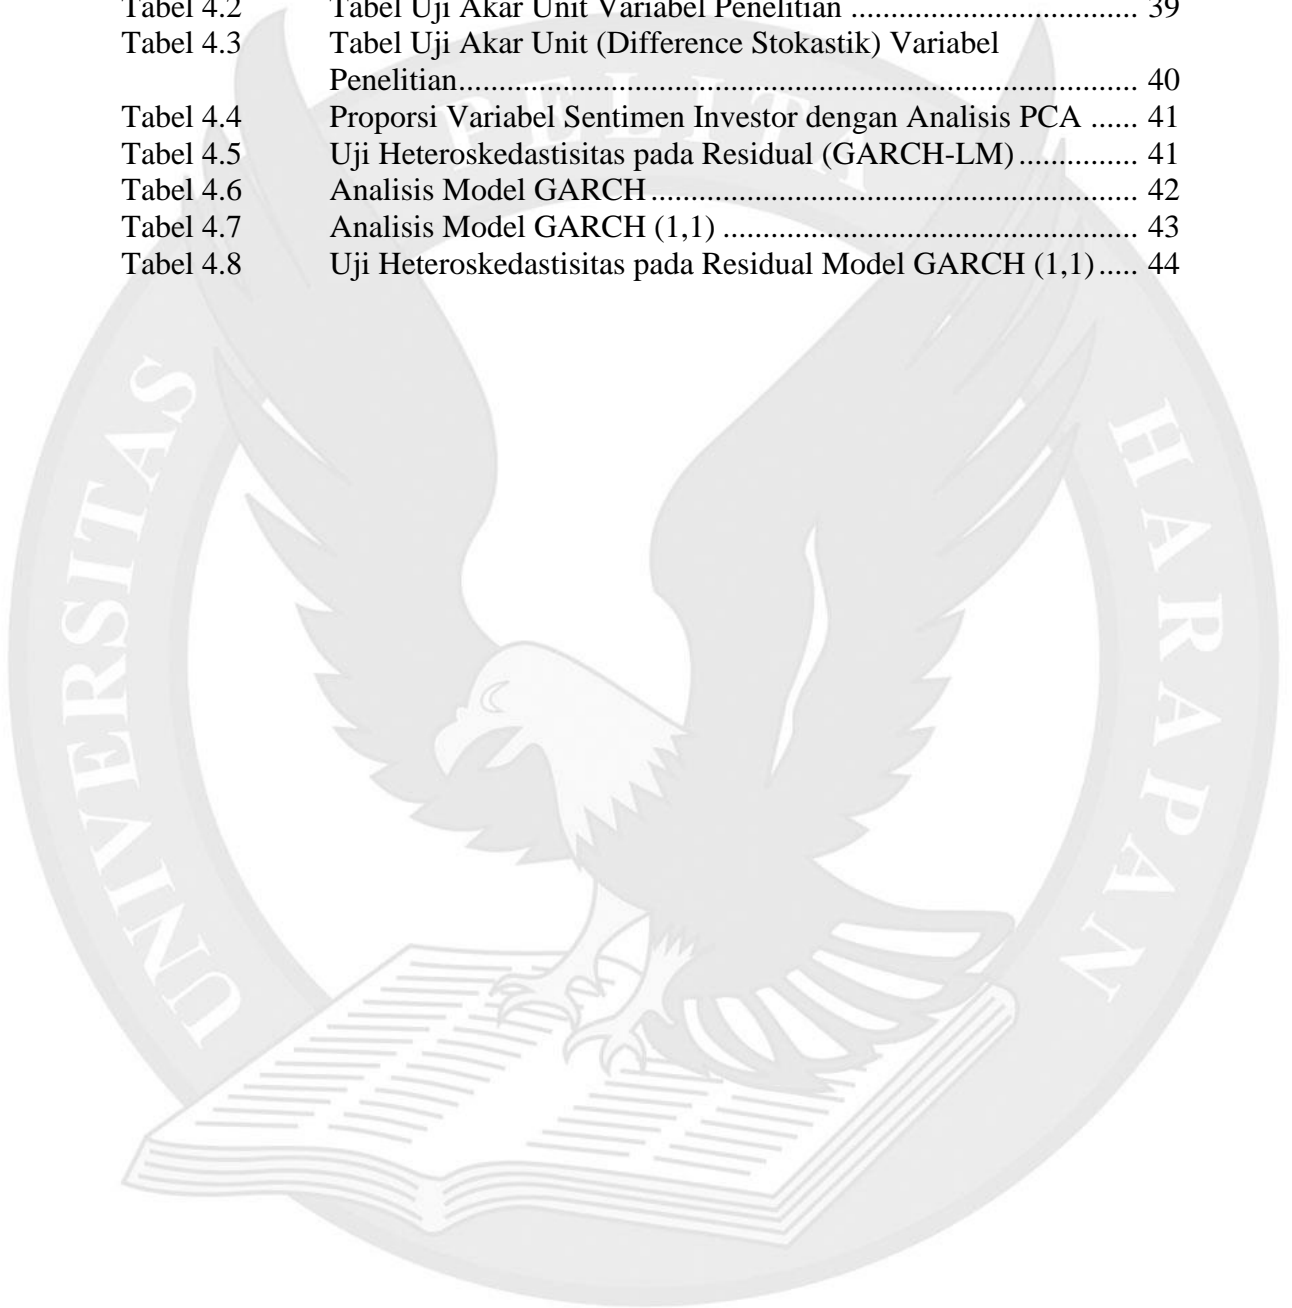 Tabel 4.2 Tabel Uji Akar Unit Variabel Penelitian .................................... 39
Tabel 4.3 Tabel Uji Akar Unit (Difference Stokastik) Variabel
Penelitian..................................................................................... 40
Tabel 4.4 Proporsi Variabel Sentimen Investor dengan Analisis PCA ...... 41
Tabel 4.5 Uji Heteroskedastisitas pada Residual (GARCH-LM)............... 41
Tabel 4.6 Analisis Model GARCH............................................................. 42
Tabel 4.7 Analisis Model GARCH (1,1) .................................................... 43
Tabel 4.8 Uji Heteroskedastisitas pada Residual Model GARCH (1,1)..... 44
UNIVERSITAS PELITA HARAPAN